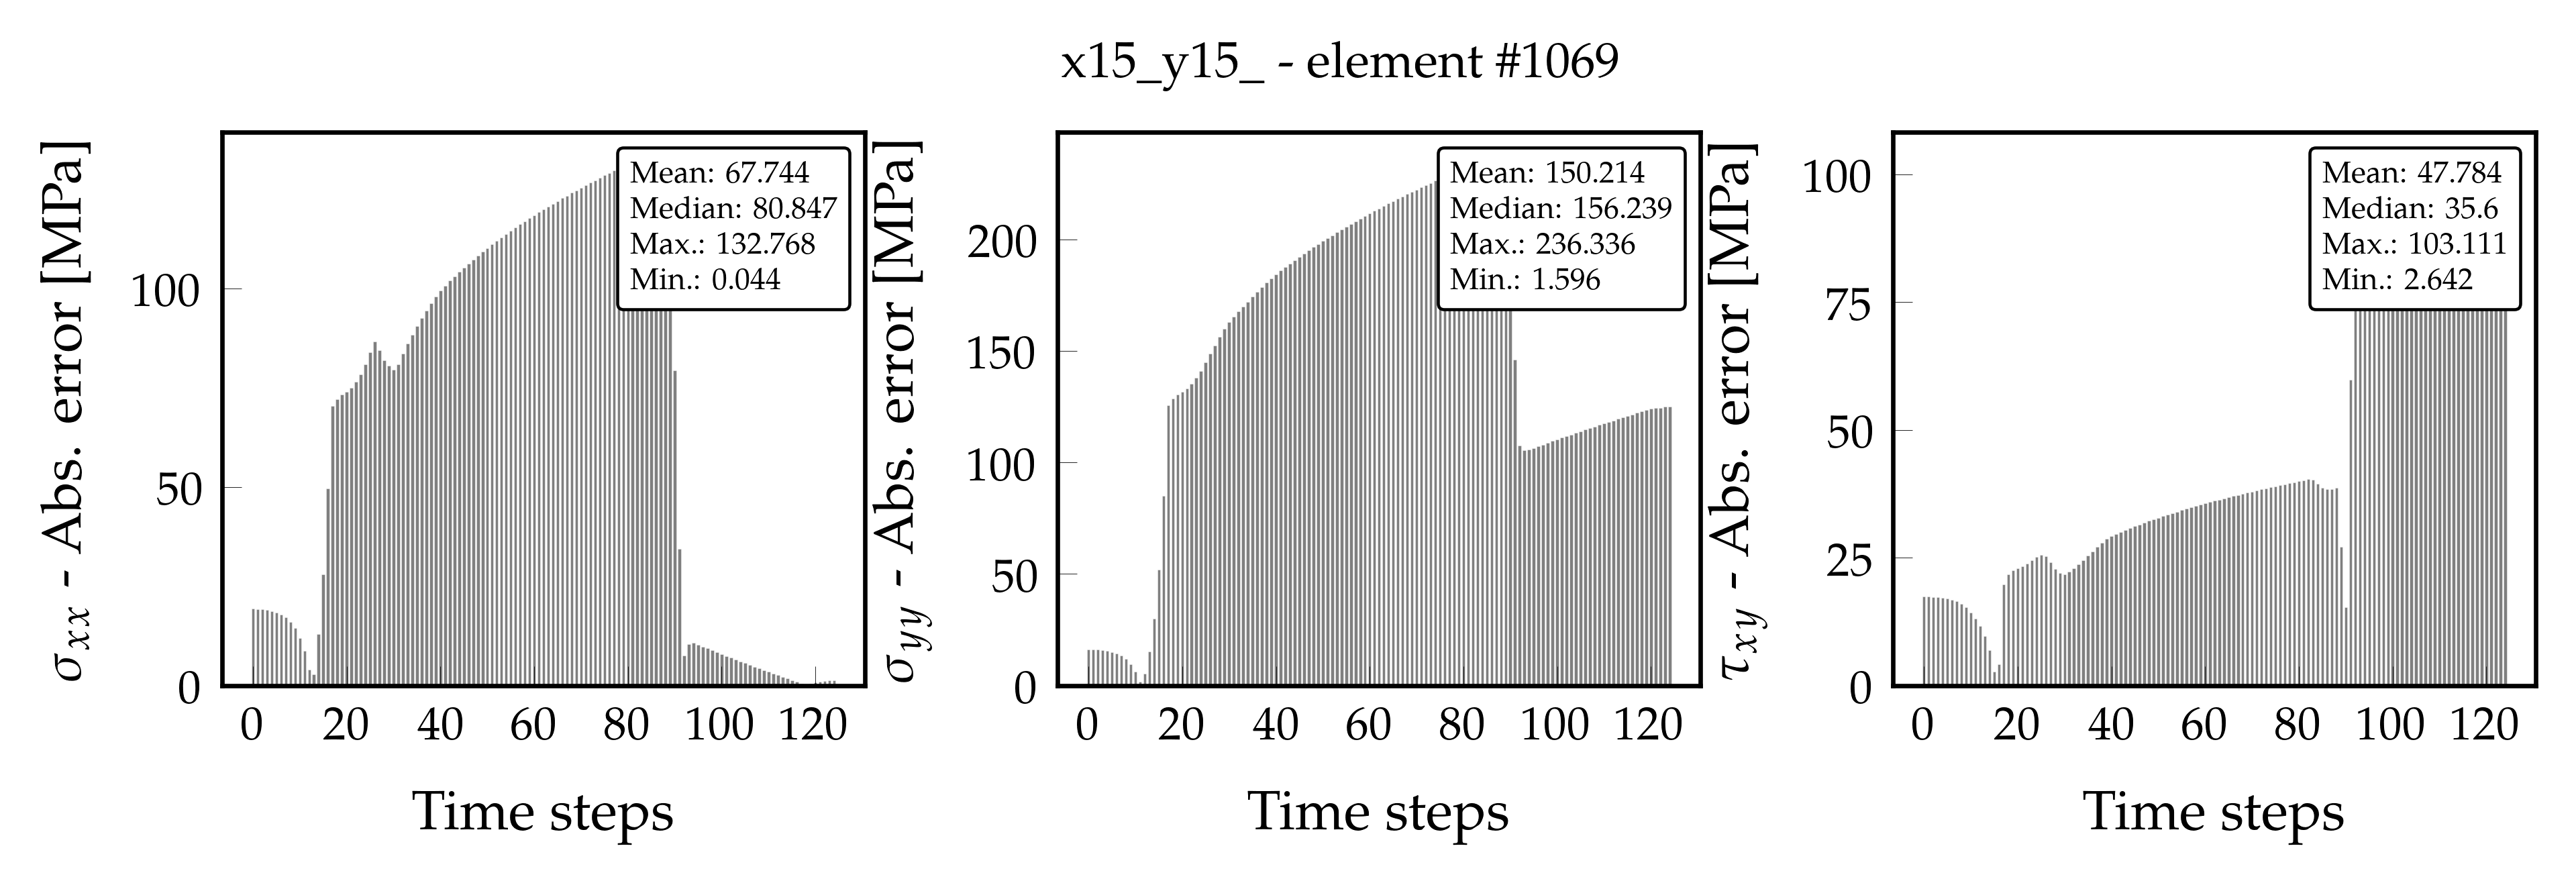 x15_y15_ - element #1069
σxx - Abs. error [MPa]
100
50
0
Mean: 67.744
Median: 80.847
Max.: 132.768
Min.: 0.044
0 20 40 60 80 100 120
Time steps
σyy - Abs. error [MPa]
200
150
100
50
0
Mean: 150.214
Median: 156.239
Max.: 236.336
Min.: 1.596
0 20 40 60 80 100 120
Time steps
τxy - Abs. error [MPa]
100
75
50
25
0
Mean: 47.784
Median: 35.6
Max.: 103.111
Min.: 2.642
0 20 40 60 80 100 120
Time steps